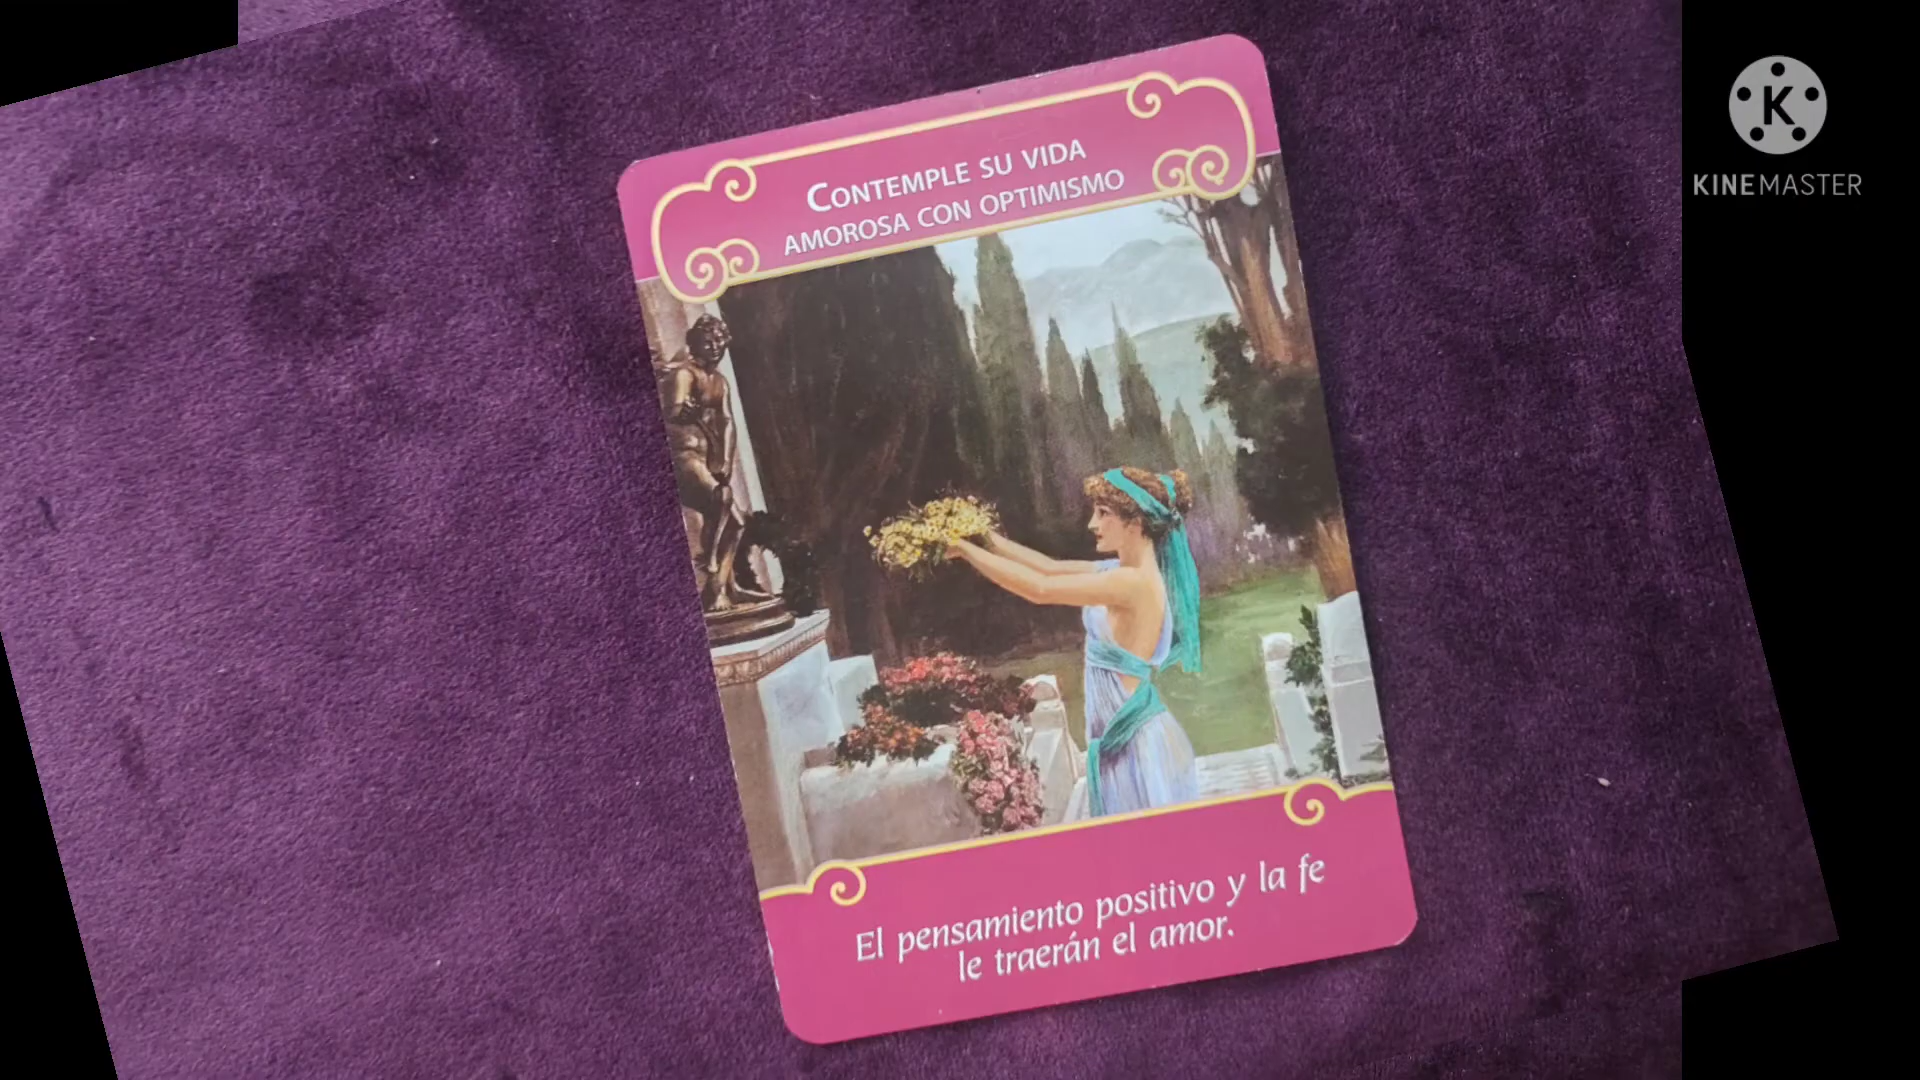 CONTEMPLE SU VIDA
AMOROSA CON OPTIMISMO
El pensamiento positivo y la fe
le traerán el amor.
K
KINEMASTER